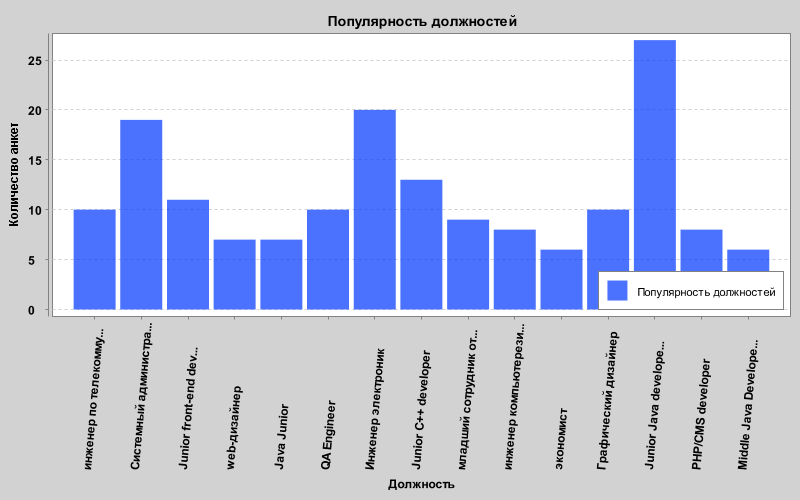 Популярность должностей
Количество анкет
25
20
15
10
5
0
Популярность должностей
инженер по телекомму...
Системный администра...
Junior front-end dev...
web-дизайнер
Java Junior
QA Engineer
Инженер электроник
Junior C++ developer
младший сотрудник от...
инженер компьютерези...
экономист
Графический дизайнер
Junior Java develope...
PHP/CMS developer
Middle Java Develope...
Должность